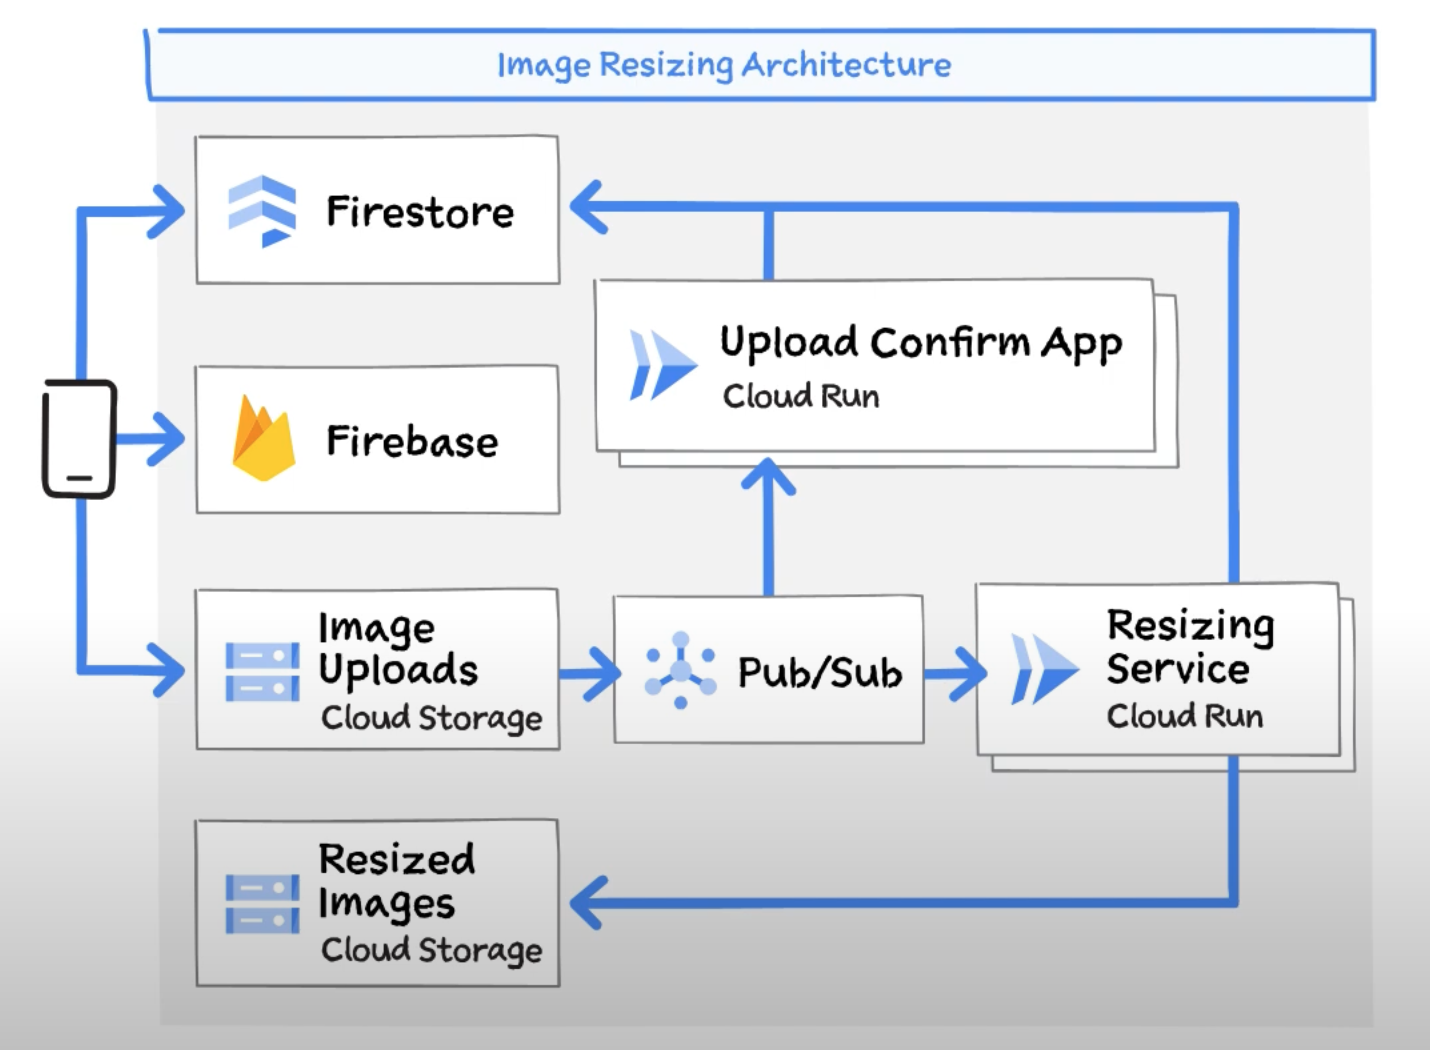 Image Resizing Architecture
Firestore
Upload Confirm App
Cloud Run
Firebase
Image
Uploads
Cloud Storage
Pub/Sub
Resizing
Service
Cloud Run
Resized
Images
Cloud Storage